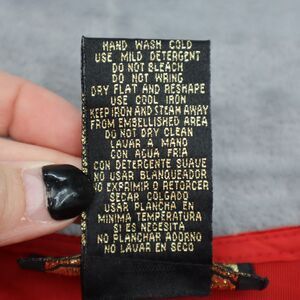 HAND WASH COLD
USE MILD DETERGENT
DO NOT BLEACH
DO NOT WRING
DRY FLAT AND RESHAPE
USE COOL IRON
KEEP IRON AND STEAM AWAY
FROM EMBELLISHED AREA
DO NOT DRY CLEAN
LAVAR A MANO
CON AGUA FRIA
CON DETERGENTE SUAVE
NO USAR BLANQUEADOR
NO EXPRIMIR O RETORCER
SECAR COLGADO
USAR PLANCHA EN
MINIMA TEMPERATURA
SI ES NECESITA
NO PLANCHAR ADORNO
NO LAVAR EN SECO